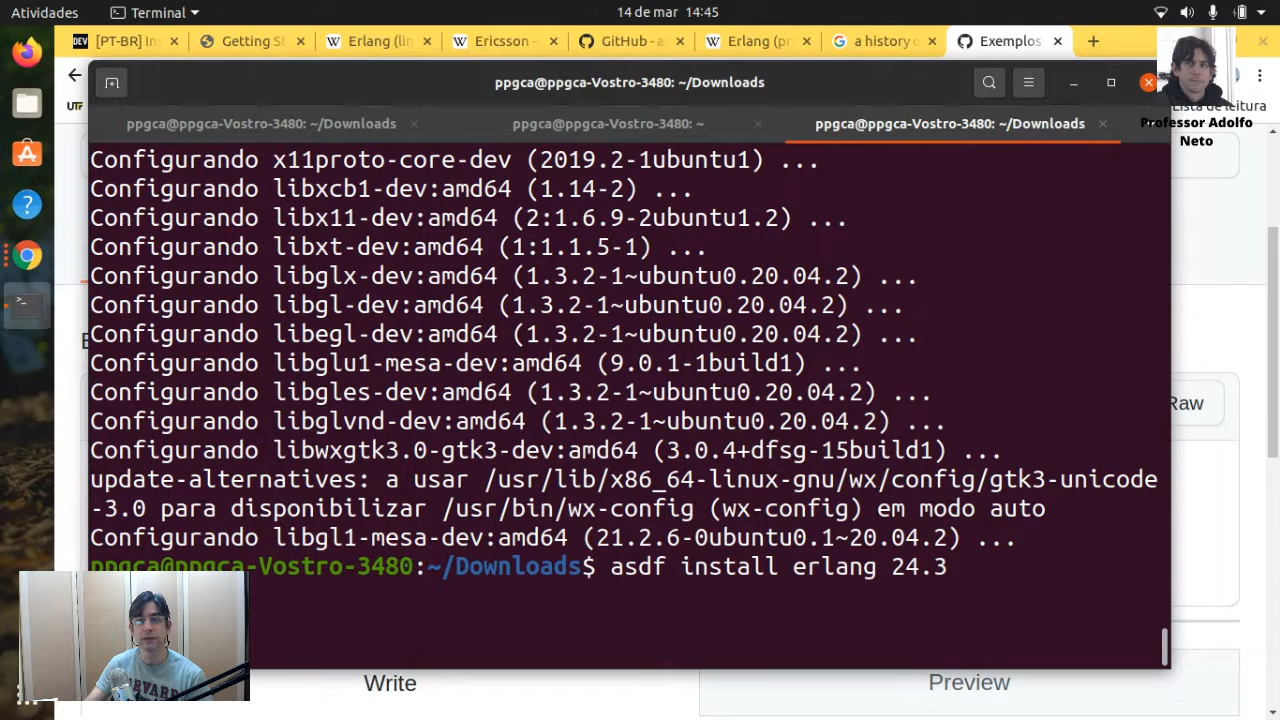 Atividades
Terminal
14 de mar 14:45
DEV
[PT-BR] In
Getting St
Erlang (lin
Ericsson -
GitHub - a
Erlang (pr
a history o
Exemplos
ppgca@ppgca-Vostro-3480: ~/Downloads
UTF
Lista de leitura
ppgca@ppgca-Vostro-3480: ~/Downloads
ppgca@ppgca-Vostro-3480: ~
ppgca@ppgca-Vostro-3480: ~/Downloads
Professor Adolfo
Neto
Configurando x11proto-core-dev (2019.2-1ubuntu1) ...
Configurando libxcb1-dev:amd64 (1.14-2) ...
Configurando libx11-dev:amd64 (2:1.6.9-2ubuntu1.2) ...
Configurando libxt-dev:amd64 (1:1.1.5-1) ...
Configurando libglx-dev:amd64 (1.3.2-1~ubuntu0.20.04.2) ...
Configurando libgl-dev:amd64 (1.3.2-1~ubuntu0.20.04.2) ...
Configurando libegl-dev:amd64 (1.3.2-1~ubuntu0.20.04.2) ...
Configurando libglu1-mesa-dev:amd64 (9.0.1-1build1) ...
Configurando libgles-dev:amd64 (1.3.2-1~ubuntu0.20.04.2) ...
Configurando libglvnd-dev:amd64 (1.3.2-1~ubuntu0.20.04.2) ...
Configurando libwxgtk3.0-gtk3-dev:amd64 (3.0.4+dfsg-15build1) ...
update-alternatives: a usar /usr/lib/x86_64-linux-gnu/wx/config/gtk3-unicode
-3.0 para disponibilizar /usr/bin/wx-config (wx-config) em modo auto
Configurando libgl1-mesa-dev:amd64 (21.2.6-0ubuntu0.1~20.04.2) ...
ppgca@ppgca-Vostro-3480:~/Downloads$ asdf install erlang 24.3
Raw
HARVARD
Write
Preview